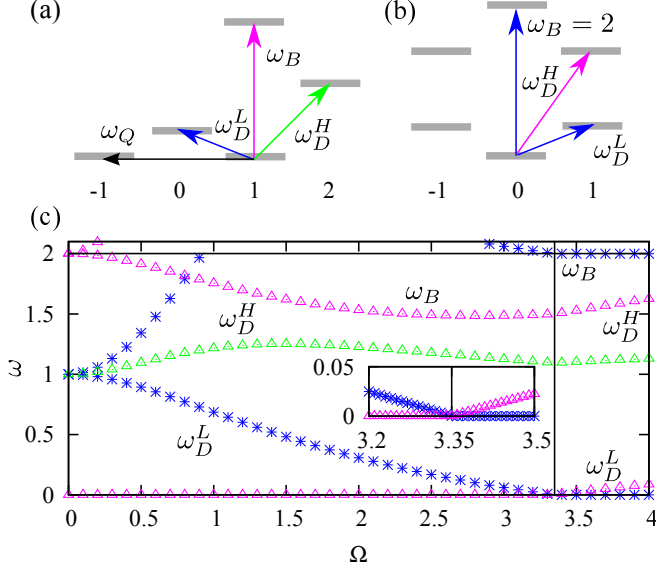 (a)
ω_B
ω_D^L
ω_D^H
ω_Q
-1 0 1 2
(b)
ω_B = 2
ω_D^H
ω_D^L
-1 0 1
(c)
ω
2
1.5
1
0.5
0
ω_B
ω_B
ω_D^H
ω_D^H
ω_D^L
ω_D^L
0.05
0
3.2 3.35 3.5
0 0.5 1 1.5 2 2.5 3 3.5 4
Ω